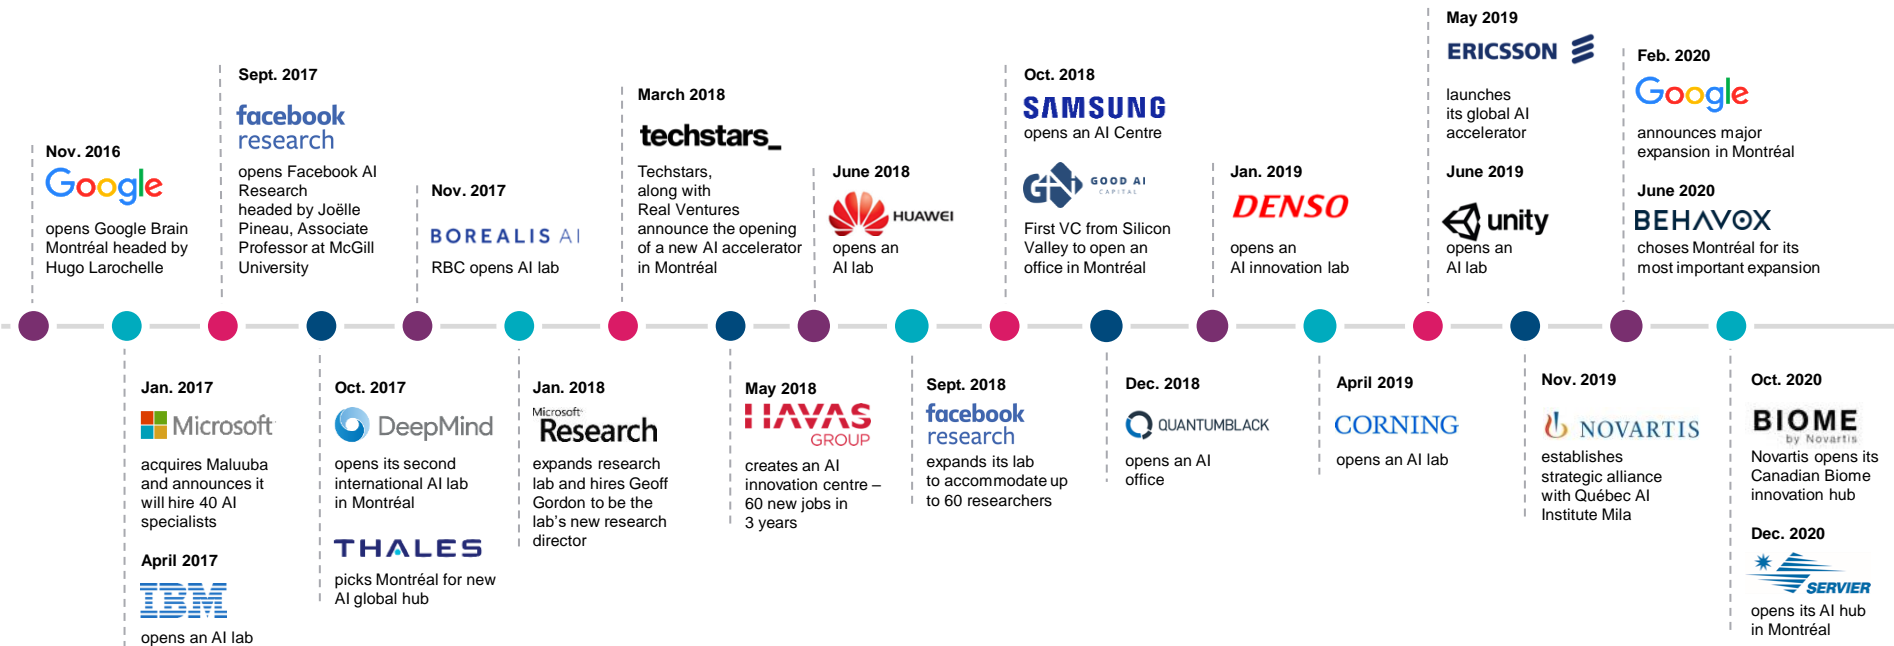 Nov. 2016
Google
opens Google Brain
Montréal headed by
Hugo Larochelle
Jan. 2017
Microsoft
acquires Maluuba
and announces it
will hire 40 AI
specialists
April 2017
IBM
opens an AI lab
Sept. 2017
facebook
research
opens Facebook AI
Research
headed by Joëlle
Pineau, Associate
Professor at McGill
University
Oct. 2017
DeepMind
opens its second
international AI lab
in Montréal
THALES
picks Montréal for new
AI global hub
Nov. 2017
BOREALIS AI
RBC opens AI lab
Jan. 2018
Microsoft
Research
expands research
lab and hires Geoff
Gordon to be the
lab's new research
director
March 2018
techstars_
Techstars,
along with
Real Ventures
announce the opening
of a new AI accelerator
in Montréal
May 2018
HAVAS
GROUP
creates an AI
innovation centre –
60 new jobs in
3 years
June 2018
HUAWEI
opens an
AI lab
Sept. 2018
facebook
research
expands its lab
to accommodate up
to 60 researchers
Oct. 2018
SAMSUNG
opens an AI Centre
GOOD AI
CAPITAL
First VC from Silicon
Valley to open an
office in Montréal
Dec. 2018
QUANTUMBLACK
opens an AI
office
Jan. 2019
DENSO
opens an
AI innovation lab
April 2019
CORNING
opens an AI lab
May 2019
ERICSSON
launches
its global AI
accelerator
June 2019
unity
opens an
AI lab
Nov. 2019
NOVARTIS
establishes
strategic alliance
with Québec AI
Institute Mila
Feb. 2020
Google
announces major
expansion in Montréal
June 2020
BEHAVOX
choses Montréal for its
most important expansion
Oct. 2020
BIOME
by Novartis
Novartis opens its
Canadian Biome
innovation hub
Dec. 2020
SERVIER
opens its AI hub
in Montréal